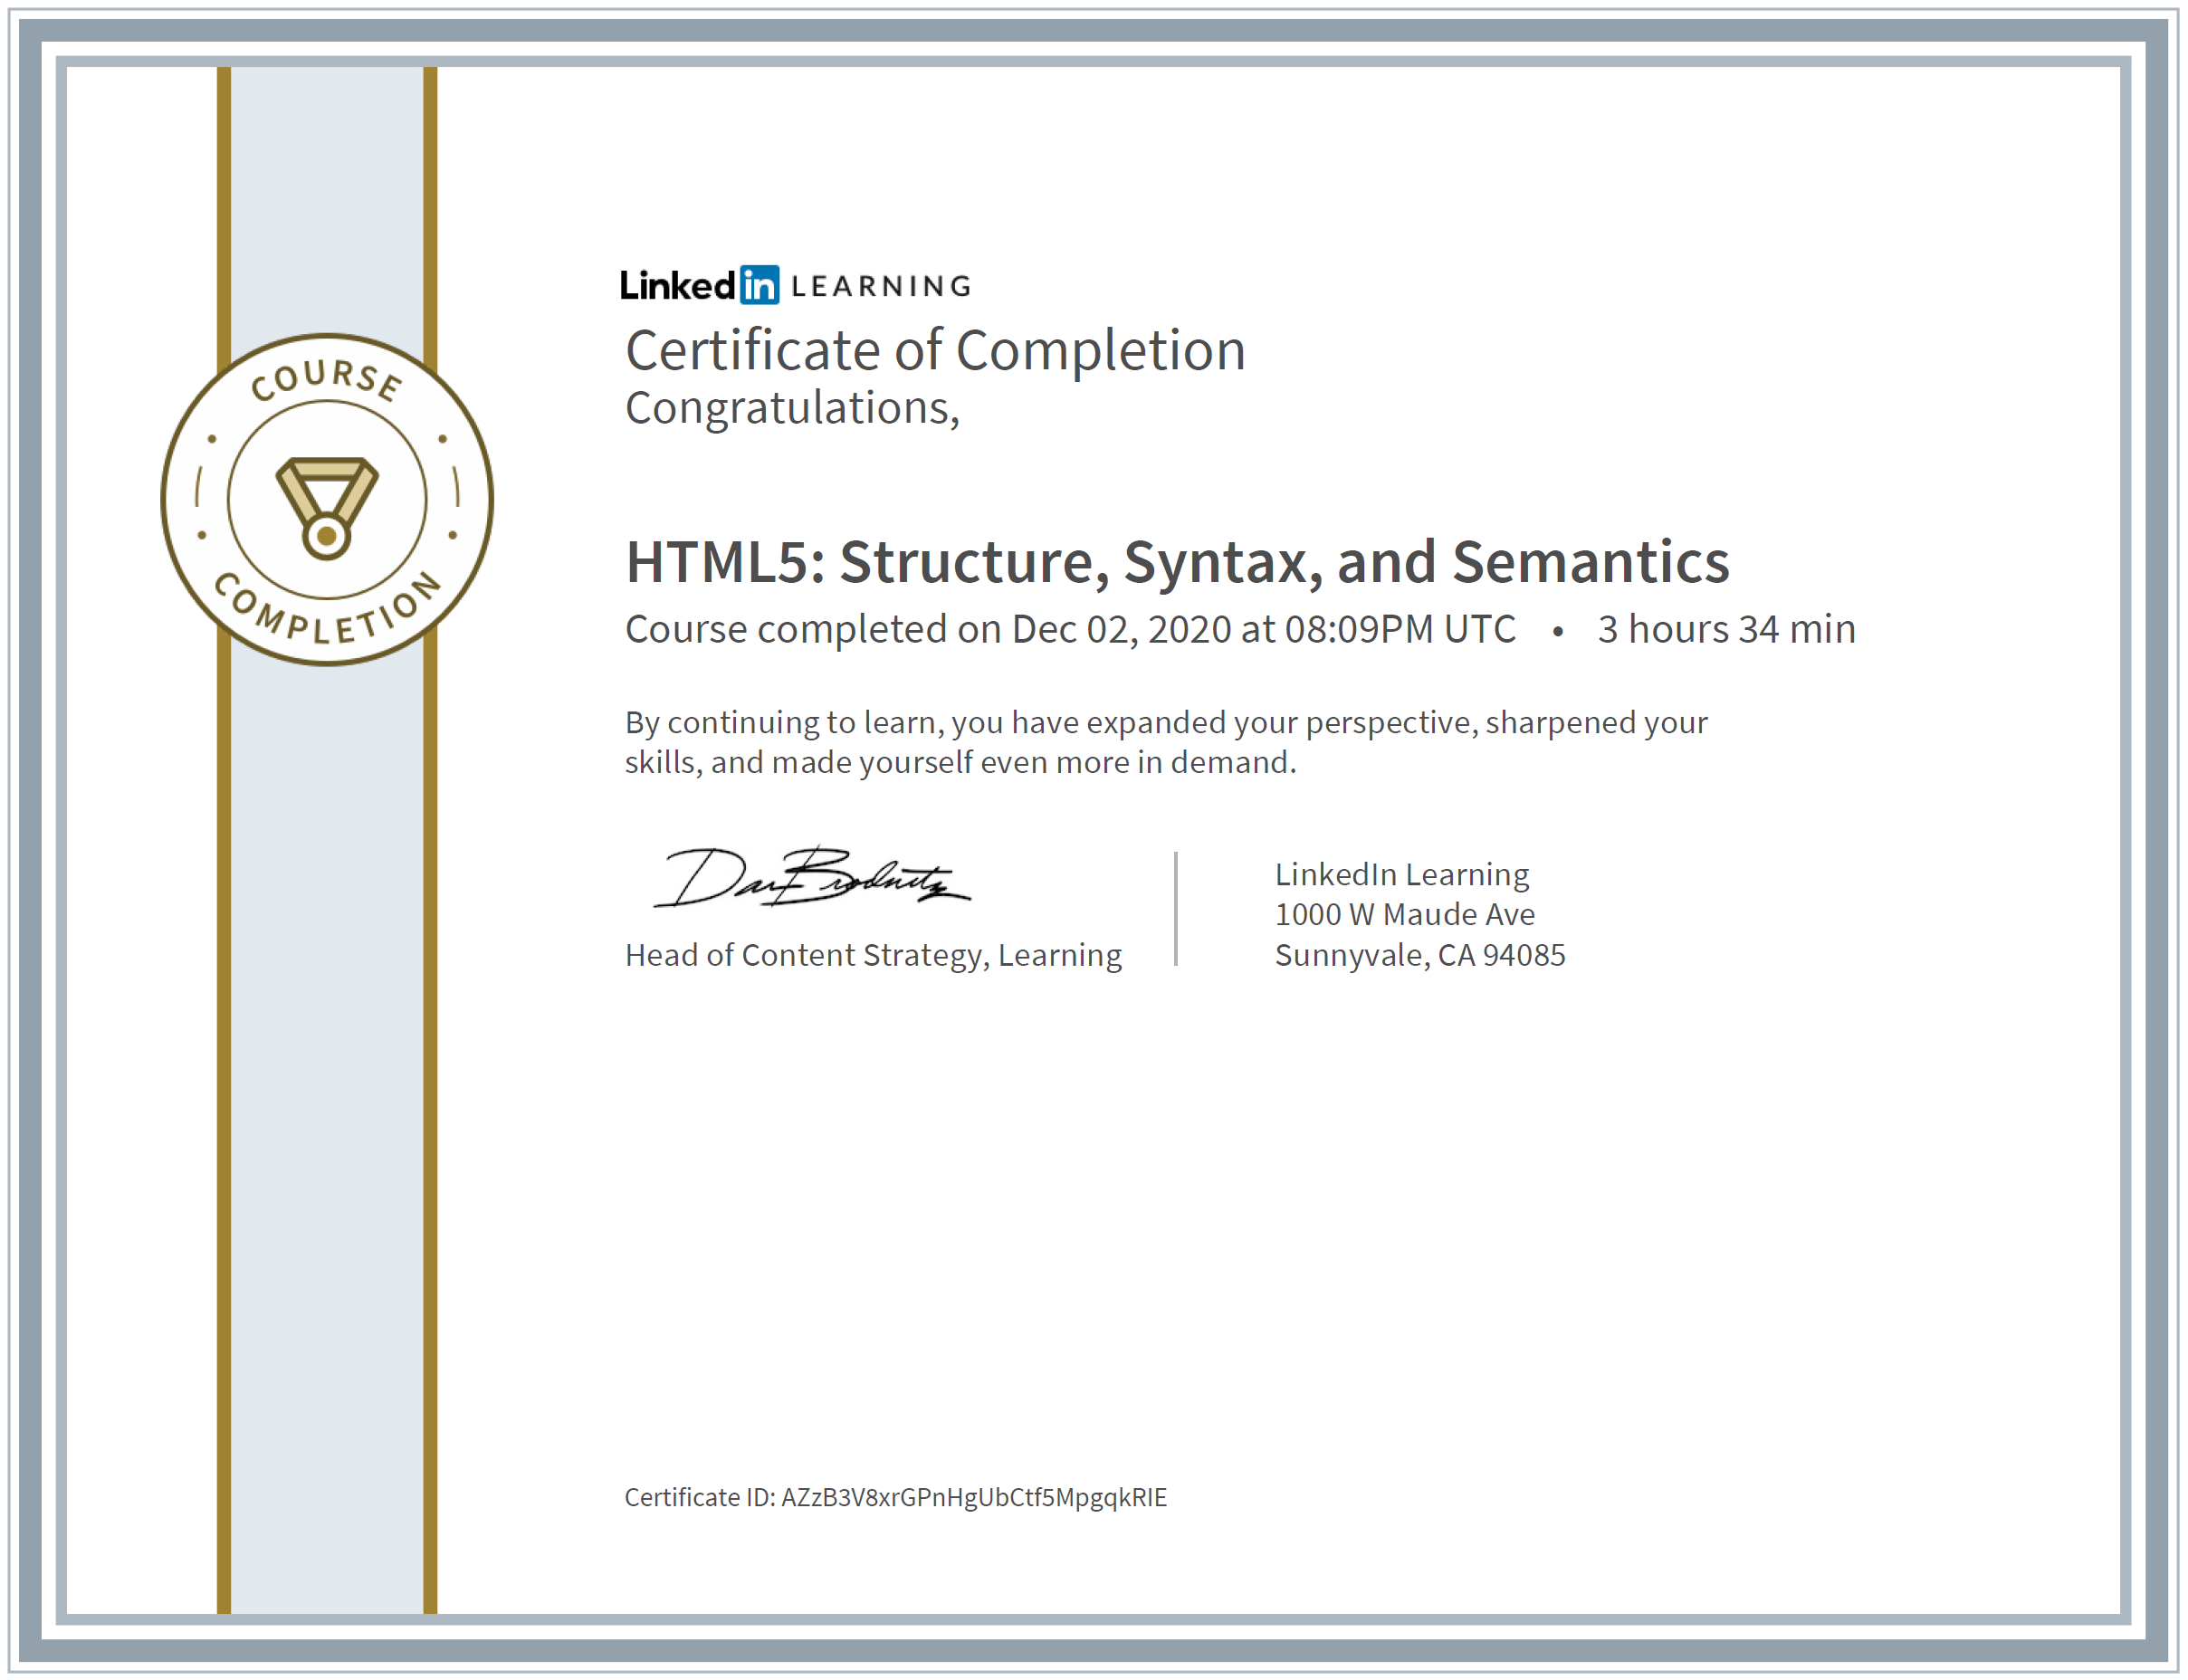 COURSE
COMPLETION
Linked in LEARNING
Certificate of Completion
Congratulations,
HTML5: Structure, Syntax, and Semantics
Course completed on Dec 02, 2020 at 08:09PM UTC • 3 hours 34 min
By continuing to learn, you have expanded your perspective, sharpened your
skills, and made yourself even more in demand.
Dan Brodnitz
Head of Content Strategy, Learning
LinkedIn Learning
1000 W Maude Ave
Sunnyvale, CA 94085
Certificate ID: AZzB3V8xrGPnHgUbCtf5MpgqkRIE